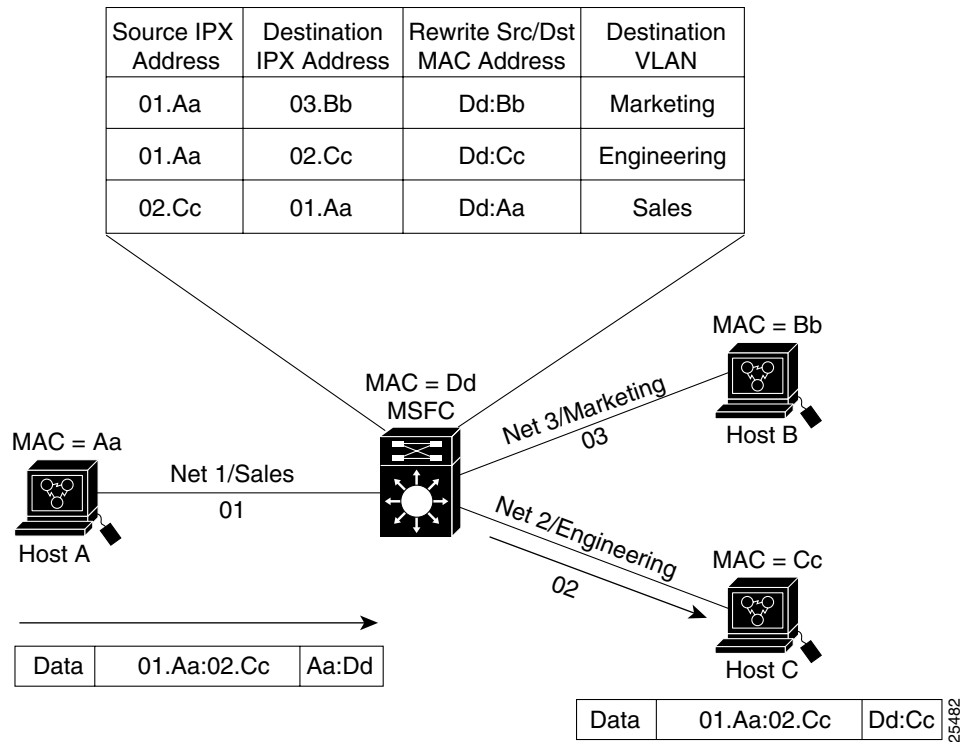 Source IPX Address
Destination IPX Address
Rewrite Src/Dst MAC Address
Destination VLAN
01.Aa
03.Bb
Dd:Bb
Marketing
01.Aa
02.Cc
Dd:Cc
Engineering
02.Cc
01.Aa
Dd:Aa
Sales
MAC = Bb
MAC = Dd
MSFC
Net 3/Marketing
03
Host B
MAC = Aa
Net 1/Sales
01
Host A
Net 2/Engineering
02
MAC = Cc
Host C
Data
01.Aa:02.Cc
Aa:Dd
Data
01.Aa:02.Cc
Dd:Cc
25482